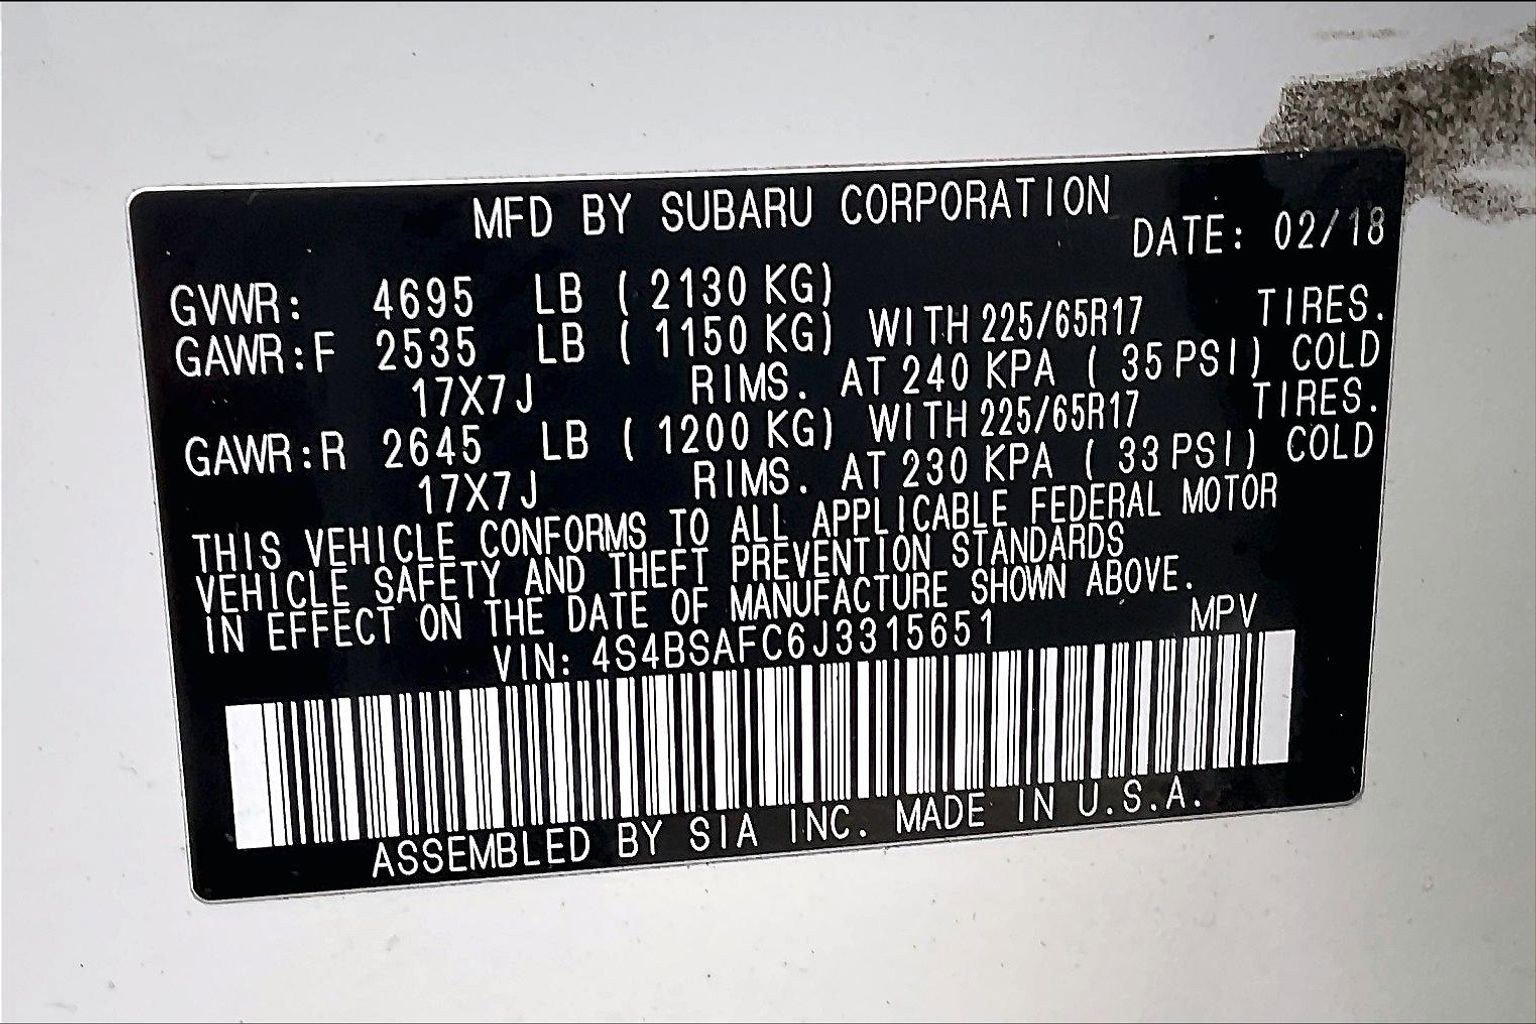 MFD BY SUBARU CORPORATION
DATE: 02/18
GVWR: 4695 LB ( 2130 KG)
GAWR:F 2535 LB ( 1150 KG) WITH 225/65R17 TIRES.
17X7J RIMS. AT 240 KPA ( 35 PSI) COLD
GAWR:R 2645 LB ( 1200 KG) WITH 225/65R17 TIRES.
17X7J RIMS. AT 230 KPA ( 33 PSI) COLD
THIS VEHICLE CONFORMS TO ALL APPLICABLE FEDERAL MOTOR
VEHICLE SAFETY AND THEFT PREVENTION STANDARDS
IN EFFECT ON THE DATE OF MANUFACTURE SHOWN ABOVE.
VIN: 4S4BSAFC6J3315651 MPV
ASSEMBLED BY SIA INC. MADE IN U.S.A.